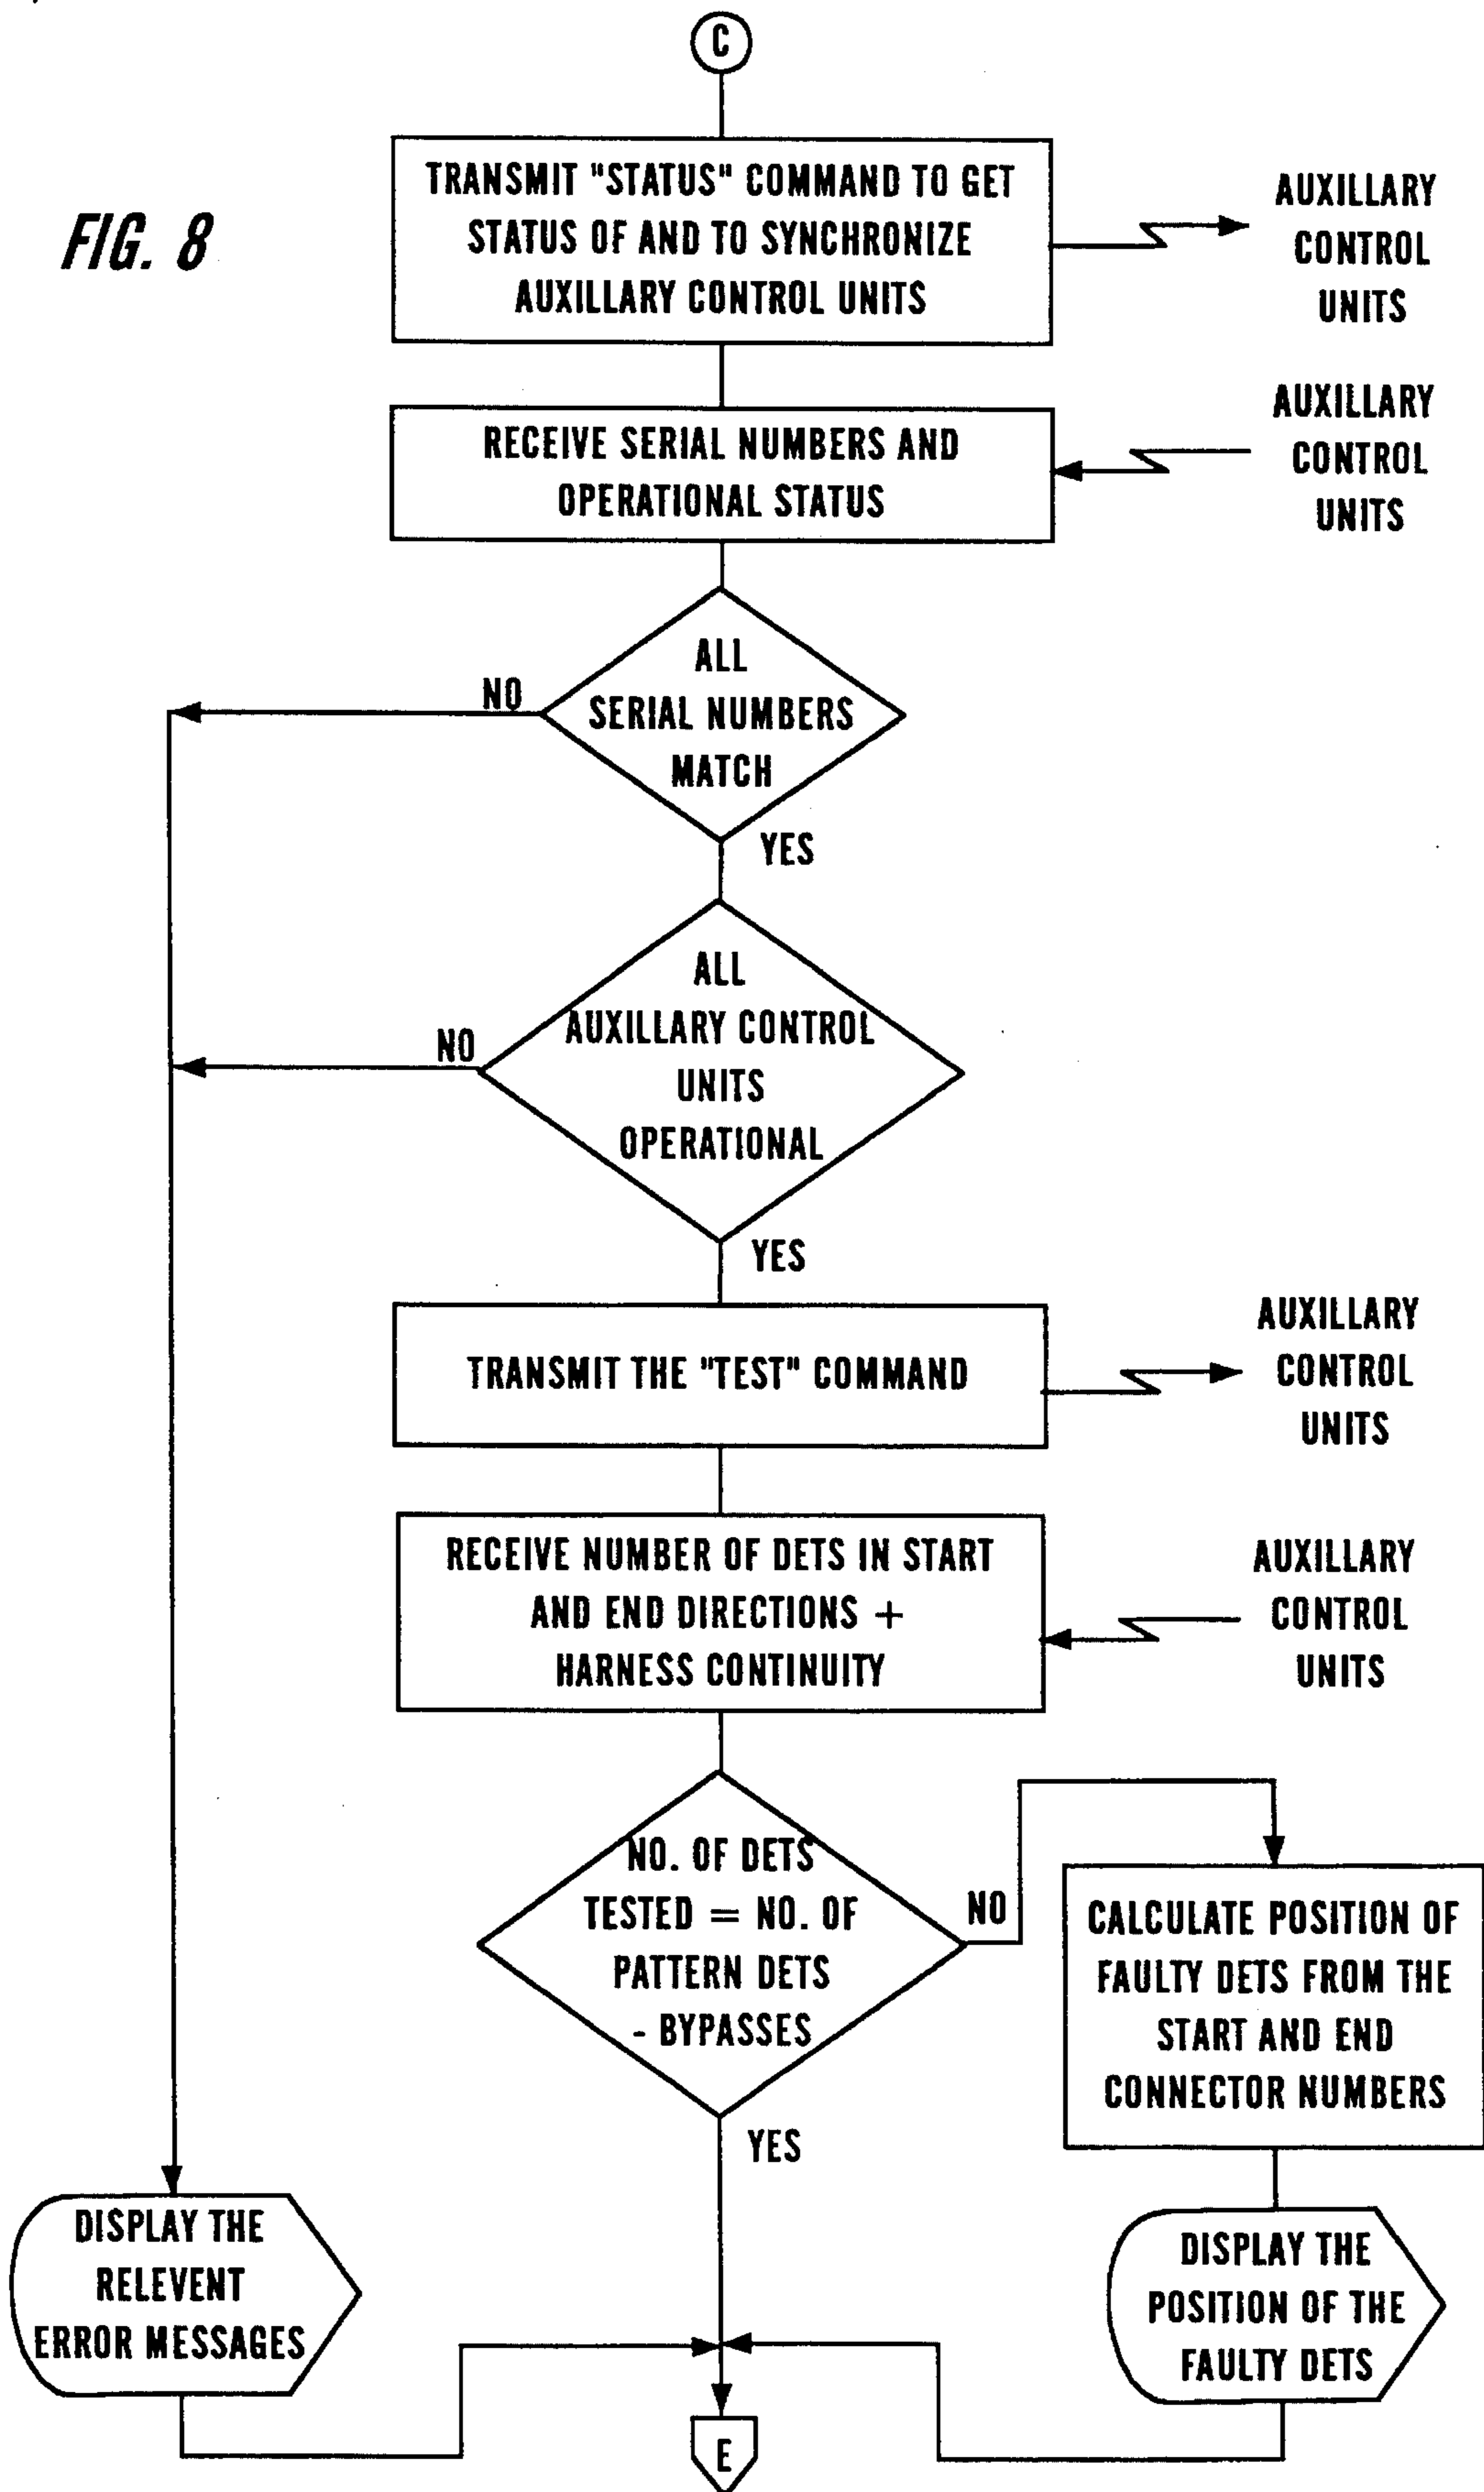 C
FIG. 8
TRANSMIT "STATUS" COMMAND TO GET
STATUS OF AND TO SYNCHRONIZE
AUXILLARY CONTROL UNITS
AUXILLARY
CONTROL
UNITS
RECEIVE SERIAL NUMBERS AND
OPERATIONAL STATUS
AUXILLARY
CONTROL
UNITS
ALL
SERIAL NUMBERS
MATCH
NO
YES
ALL
AUXILLARY CONTROL
UNITS
OPERATIONAL
NO
YES
TRANSMIT THE "TEST" COMMAND
AUXILLARY
CONTROL
UNITS
RECEIVE NUMBER OF DETS IN START
AND END DIRECTIONS +
HARNESS CONTINUITY
AUXILLARY
CONTROL
UNITS
NO. OF DETS
TESTED = NO. OF
PATTERN DETS
- BYPASSES
NO
YES
CALCULATE POSITION OF
FAULTY DETS FROM THE
START AND END
CONNECTOR NUMBERS
DISPLAY THE
RELEVENT
ERROR MESSAGES
DISPLAY THE
POSITION OF THE
FAULTY DETS
E